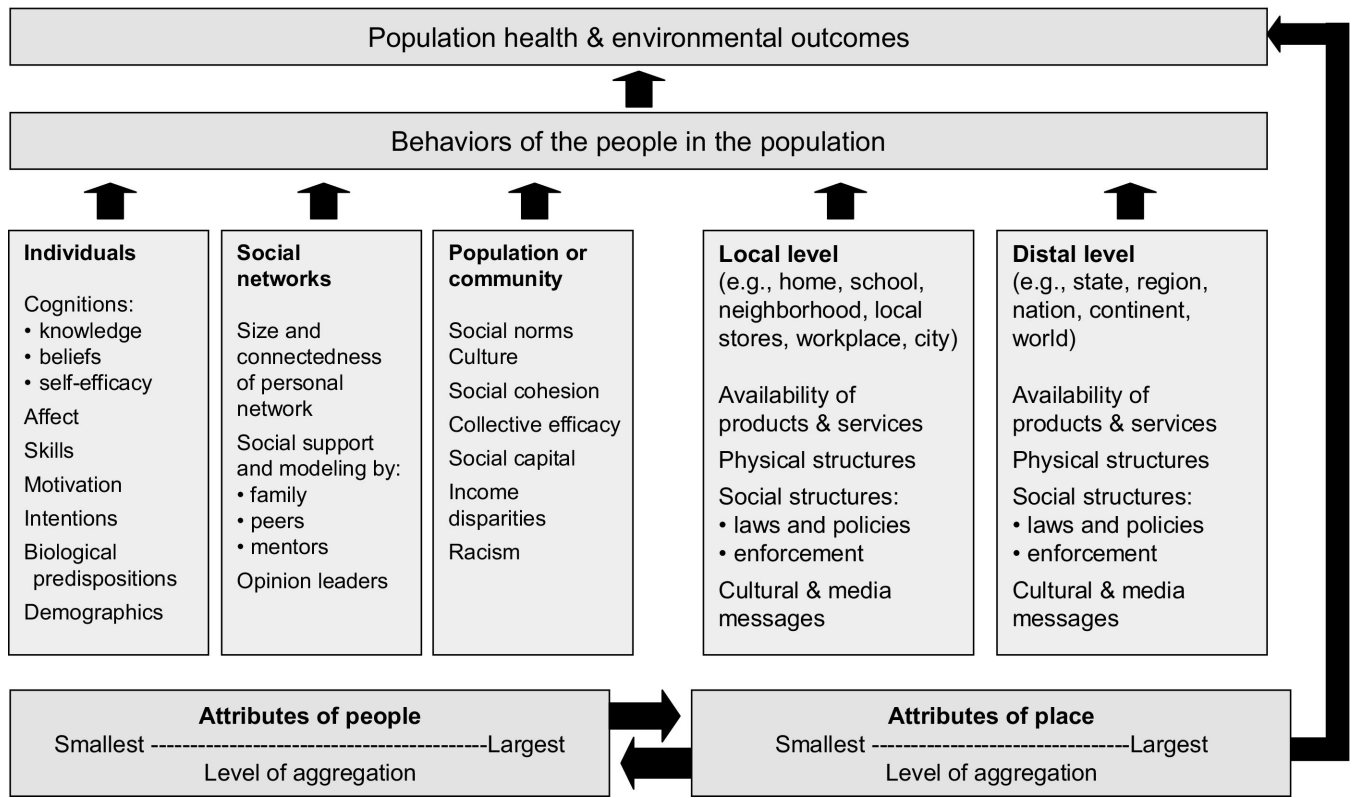 Population health & environmental outcomes
Behaviors of the people in the population
Individuals
Cognitions:
• knowledge
• beliefs
• self-efficacy
Affect
Skills
Motivation
Intentions
Biological
predispositions
Demographics
Social
networks
Size and
connectedness
of personal
network
Social support
and modeling by:
• family
• peers
• mentors
Opinion leaders
Population or
community
Social norms
Culture
Social cohesion
Collective efficacy
Social capital
Income
disparities
Racism
Local level
(e.g., home, school,
neighborhood, local
stores, workplace, city)
Availability of
products & services
Physical structures
Social structures:
• laws and policies
• enforcement
Cultural & media
messages
Distal level
(e.g., state, region,
nation, continent,
world)
Availability of
products & services
Physical structures
Social structures:
• laws and policies
• enforcement
Cultural & media
messages
Attributes of people
Smallest -------------------------------------------Largest
Level of aggregation
Attributes of place
Smallest ---------------------------------Largest
Level of aggregation